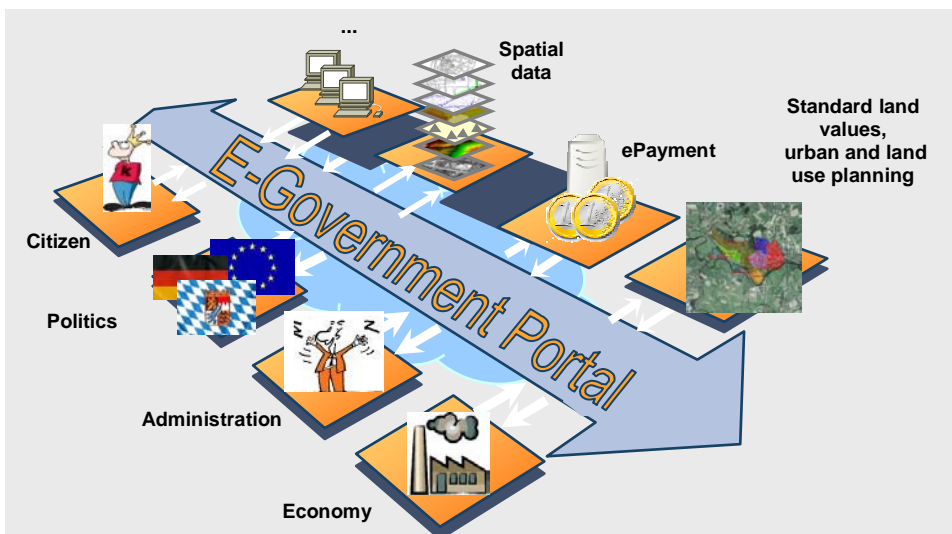 ...
Spatial
data
Standard land
values,
urban and land
use planning
ePayment
E-Government Portal
K
Citizen
Politics
Z
Z
Administration
Economy